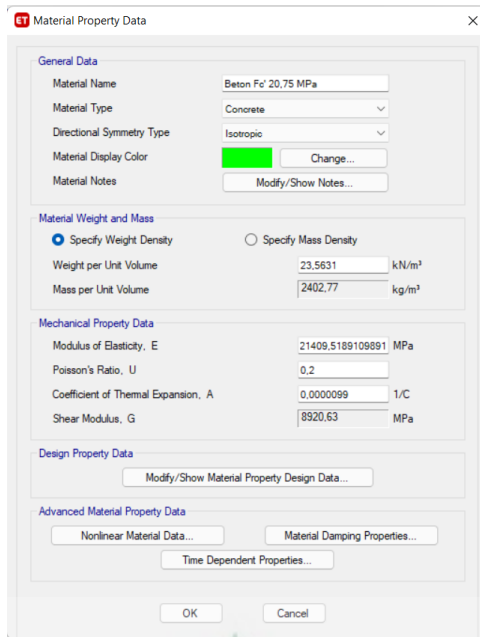 ET Material Property Data
General Data
Material Name Beton Fc' 20,75 MPa
Material Type Concrete
Directional Symmetry Type Isotropic
Material Display Color Change...
Material Notes Modify/Show Notes...
Material Weight and Mass
Specify Weight Density Specify Mass Density
Weight per Unit Volume 23,5631 kN/m³
Mass per Unit Volume 2402,77 kg/m³
Mechanical Property Data
Modulus of Elasticity, E 21409,5189109891 MPa
Poisson's Ratio, U 0,2
Coefficient of Thermal Expansion, A 0,0000099 1/C
Shear Modulus, G 8920,63 MPa
Design Property Data
Modify/Show Material Property Design Data...
Advanced Material Property Data
Nonlinear Material Data... Material Damping Properties...
Time Dependent Properties...
OK Cancel